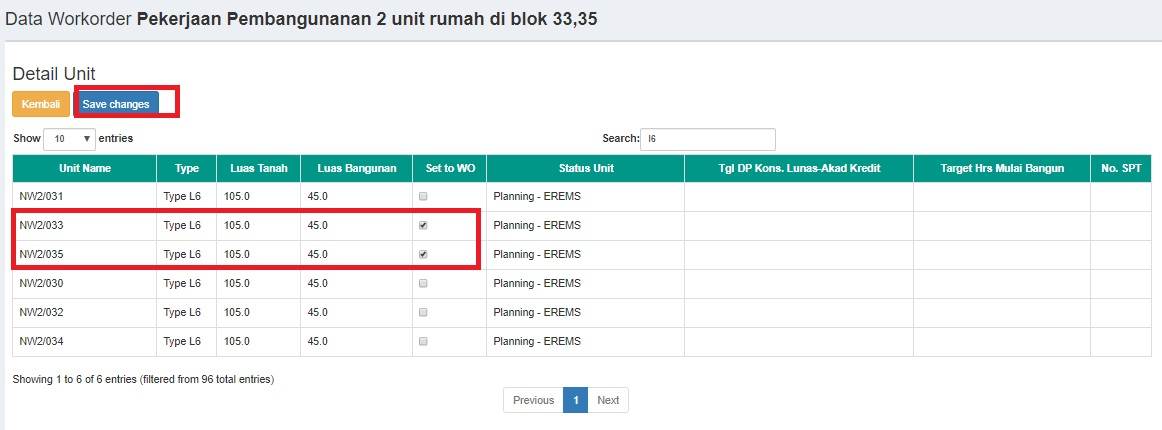 Data Workorder Pekerjaan Pembangunanan 2 unit rumah di blok 33,35
Detail Unit
Kembali Save changes
Show 10 entries Search: l6
Unit Name Type Luas Tanah Luas Bangunan Set to WO Status Unit Tgl DP Kons. Lunas-Akad Kredit Target Hrs Mulai Bangun No. SPT
NW2/031 Type L6 105.0 45.0 Planning - EREMS
NW2/033 Type L6 105.0 45.0 Planning - EREMS
NW2/035 Type L6 105.0 45.0 Planning - EREMS
NW2/030 Type L6 105.0 45.0 Planning - EREMS
NW2/032 Type L6 105.0 45.0 Planning - EREMS
NW2/034 Type L6 105.0 45.0 Planning - EREMS
Showing 1 to 6 of 6 entries (filtered from 96 total entries)
Previous 1 Next